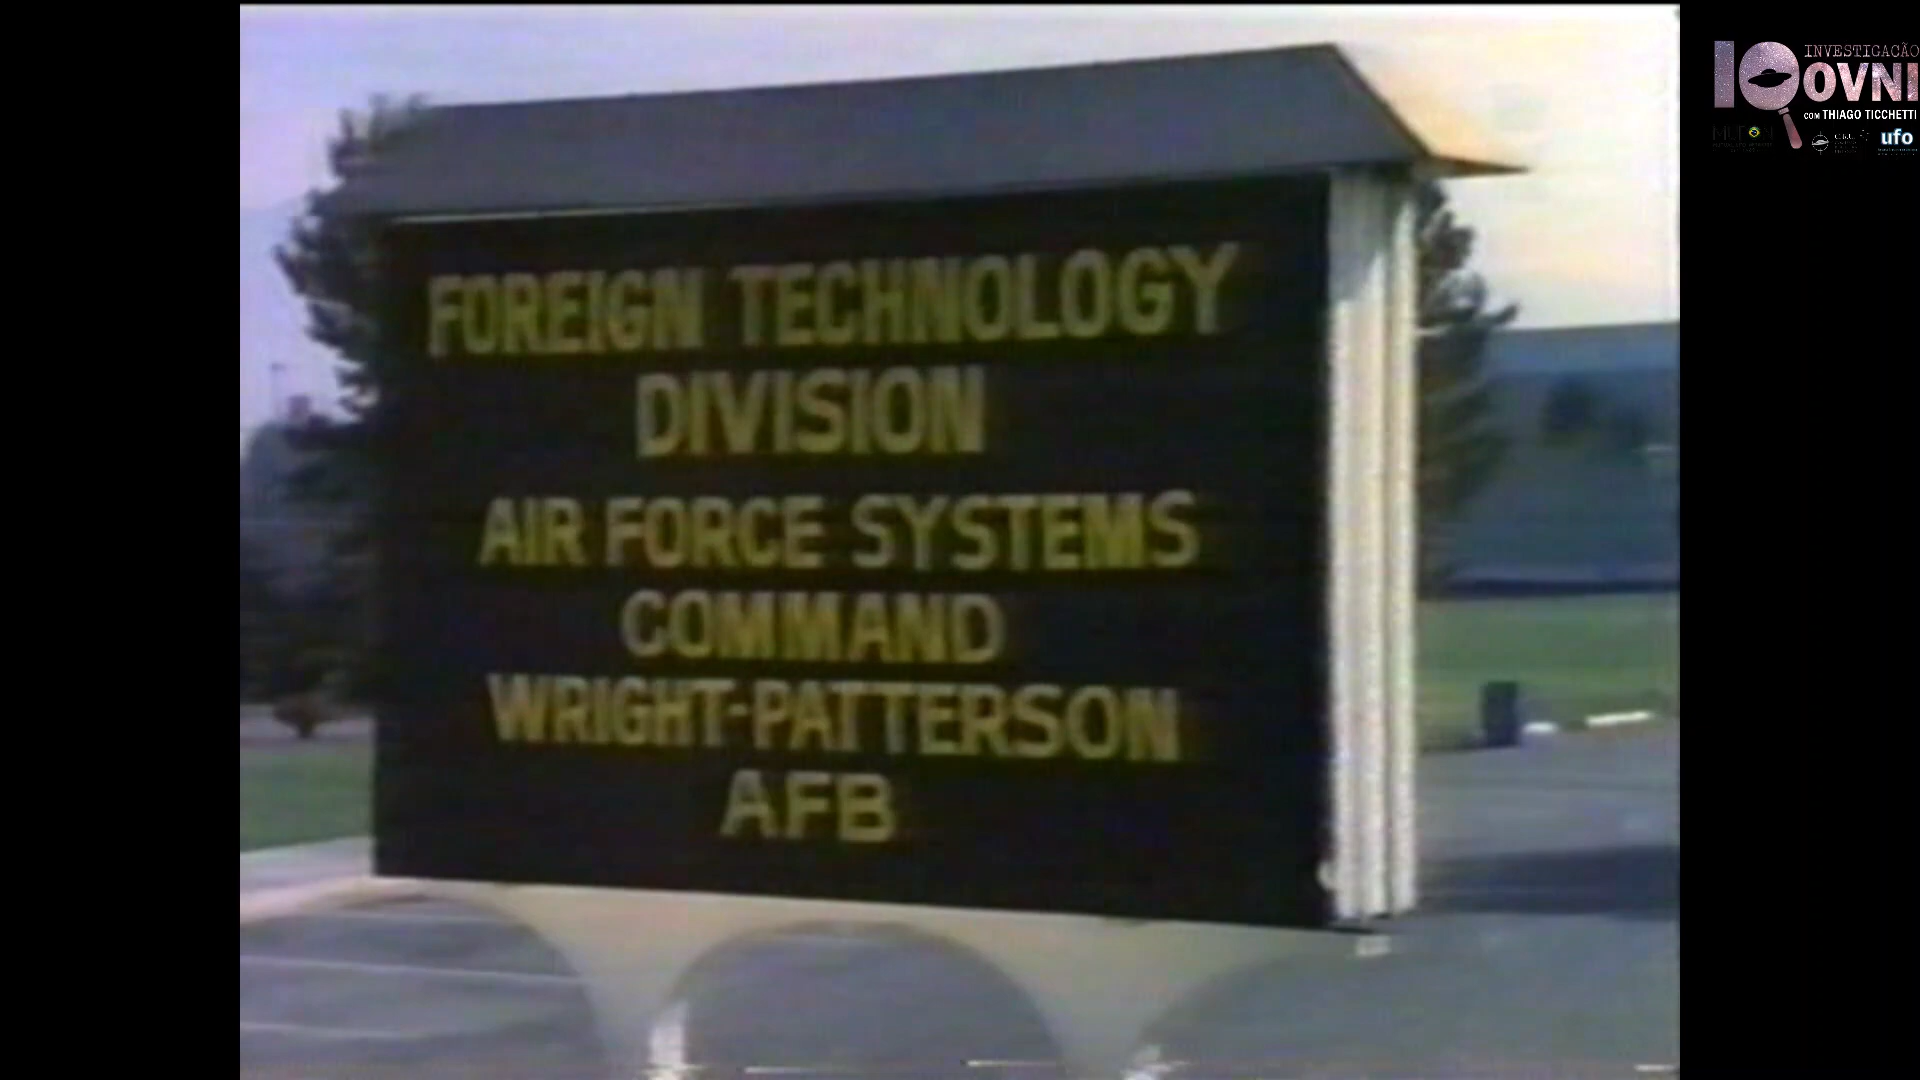 FOREIGN TECHNOLOGY
DIVISION
AIR FORCE SYSTEMS
COMMAND
WRIGHT-PATTERSON
AFB
INVESTIGAÇÃO
OVNI
COM THIAGO TICCHETTI
ufo